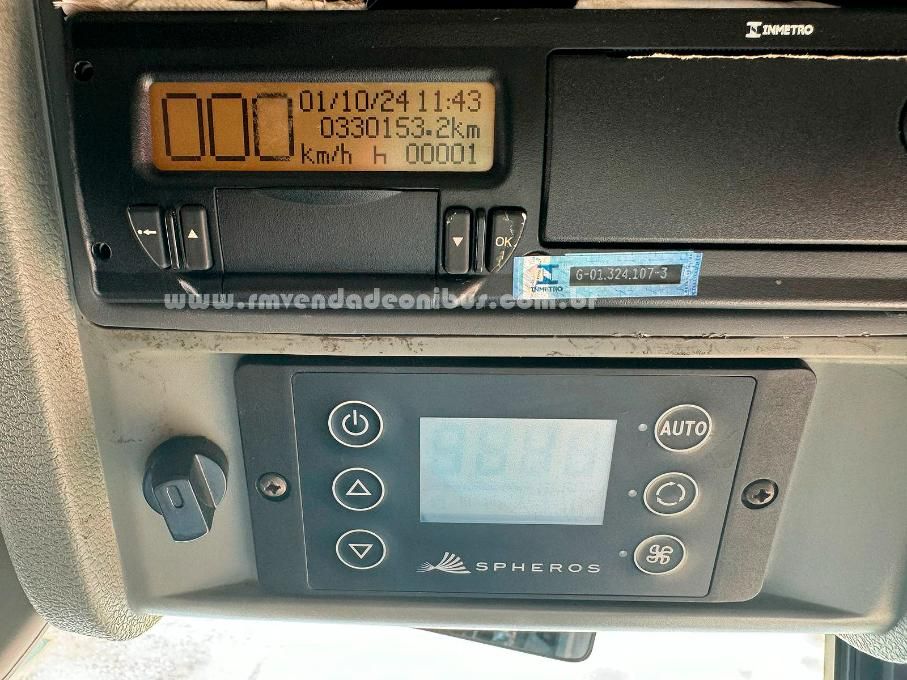 INMETRO
000 01/10/24 11:43
0330153.2km
km/h h 00001
OK
INMETRO G-01.324.107-3
www.rmvendadeonibus.com.br
AUTO
SPHEROS